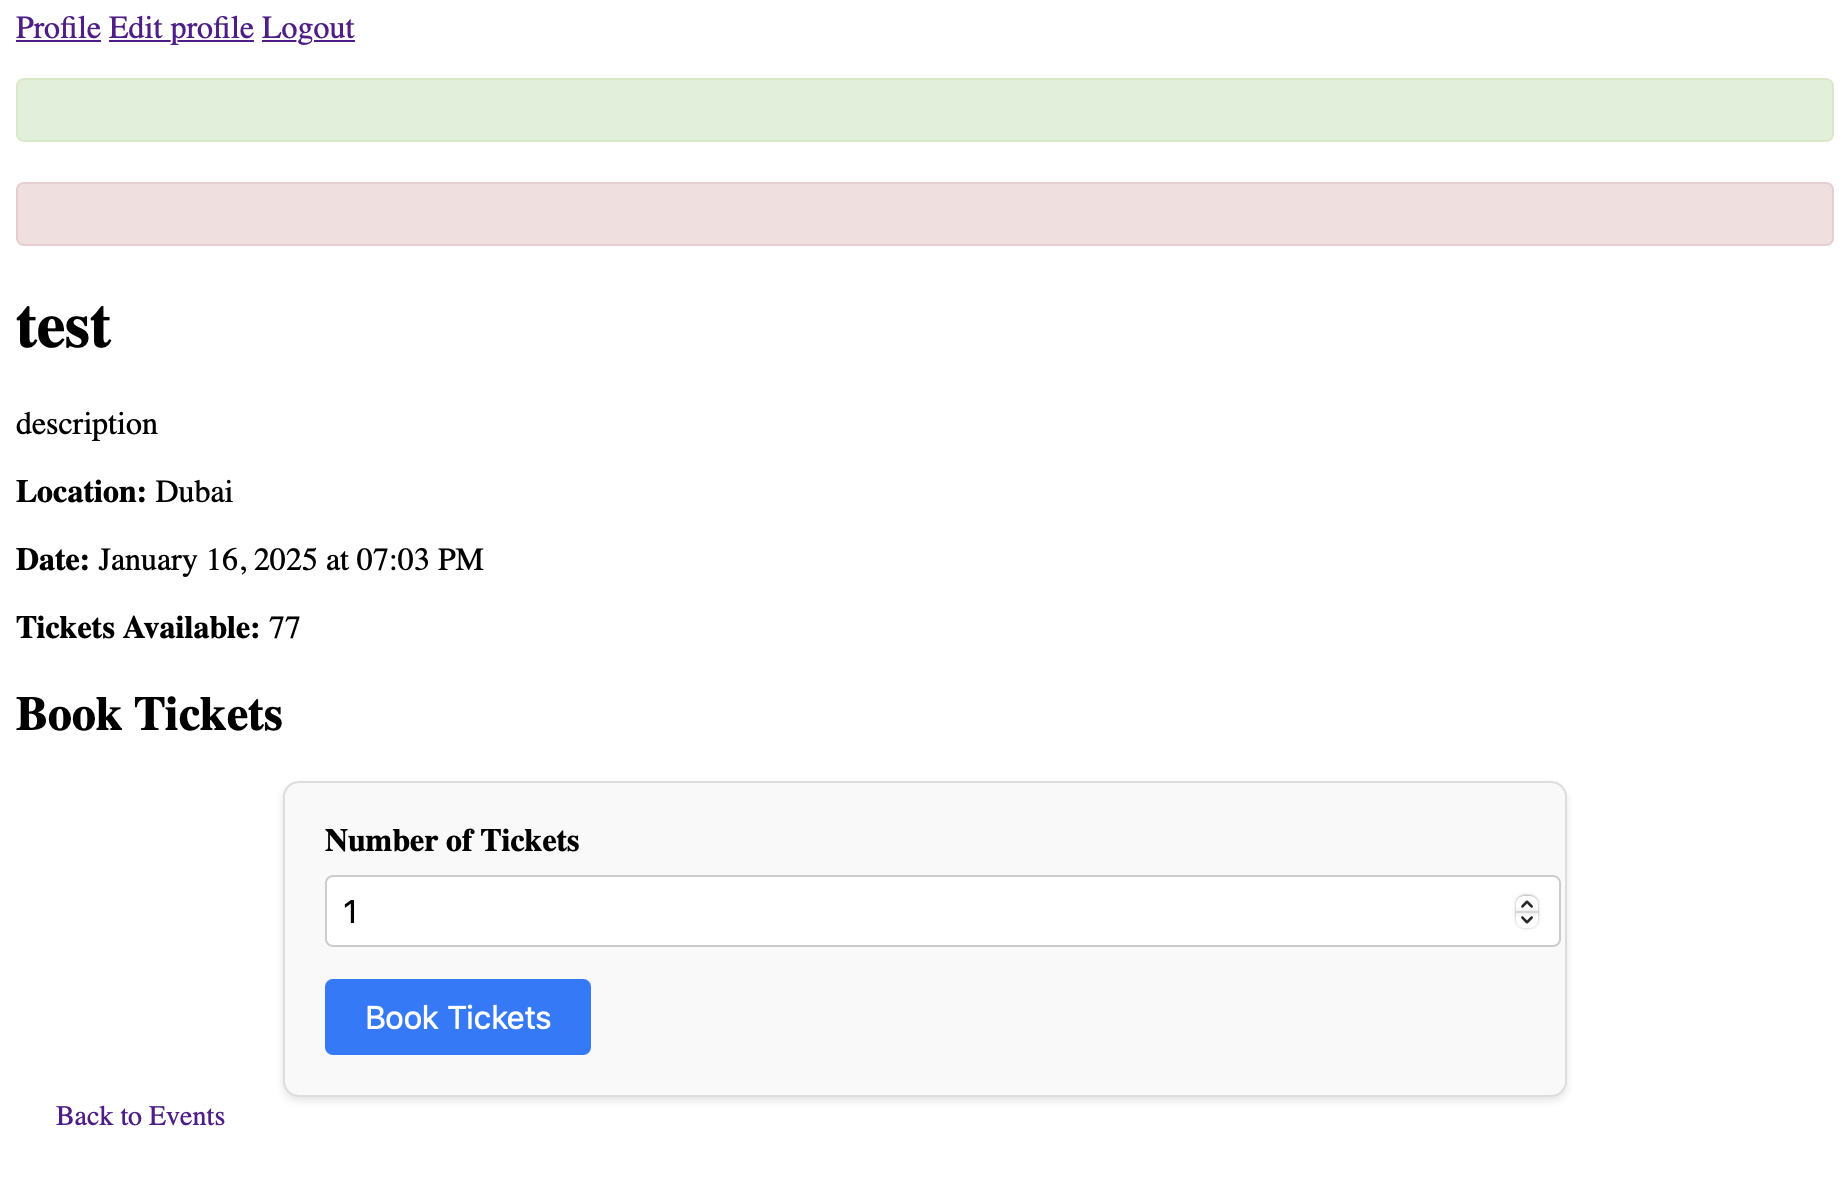 Profile Edit profile Logout
test
description
Location: Dubai
Date: January 16, 2025 at 07:03 PM
Tickets Available: 77
Book Tickets
Number of Tickets
1
Book Tickets
Back to Events